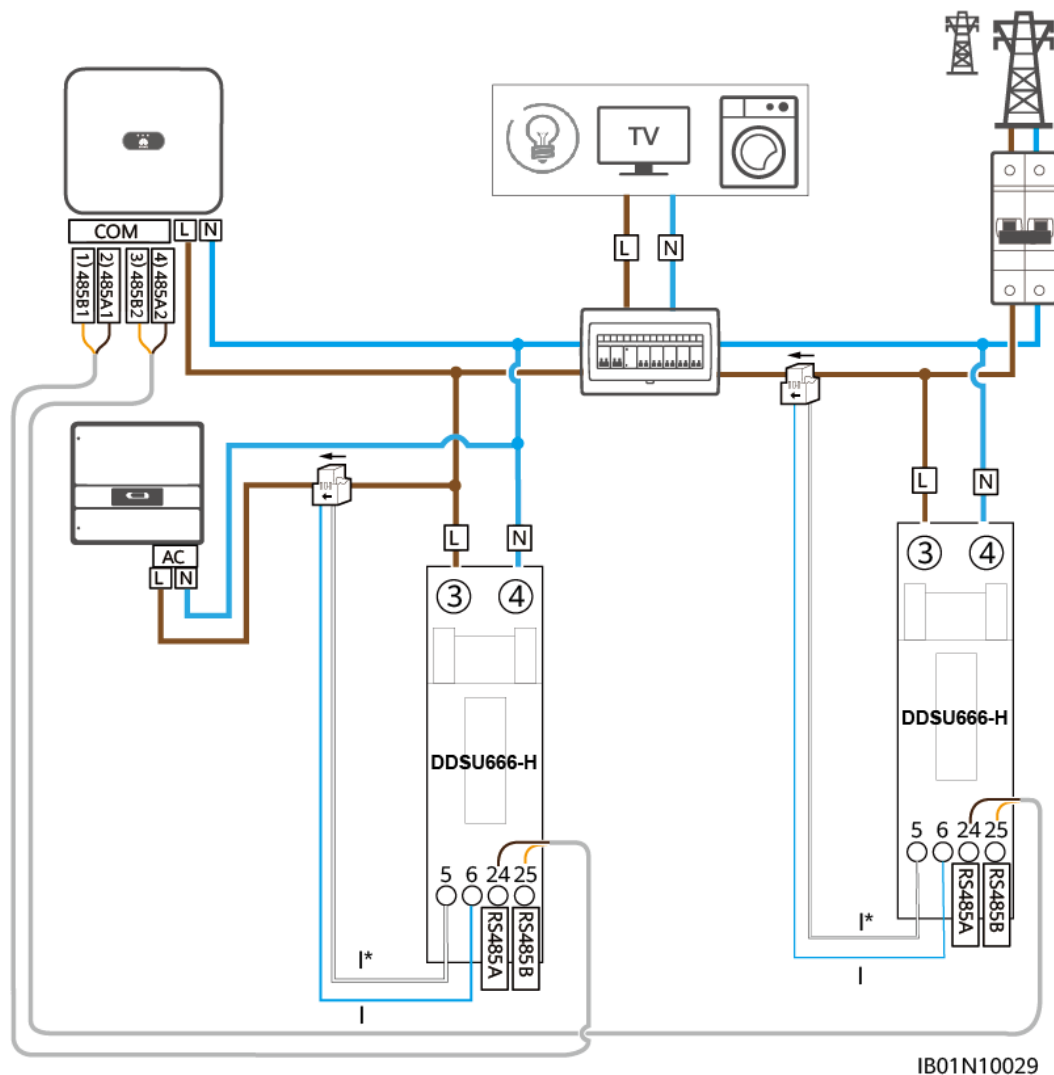 TV
COM
L
N
1) 485B1
2) 485A1
3) 485B2
4) 485A2
L
N
AC
L
N
L
N
3
4
L
N
3
4
DDSU666-H
DDSU666-H
5
6
24
25
RS485A
RS485B
I*
I
5
6
24
25
RS485A
RS485B
I*
I
IB01N10029